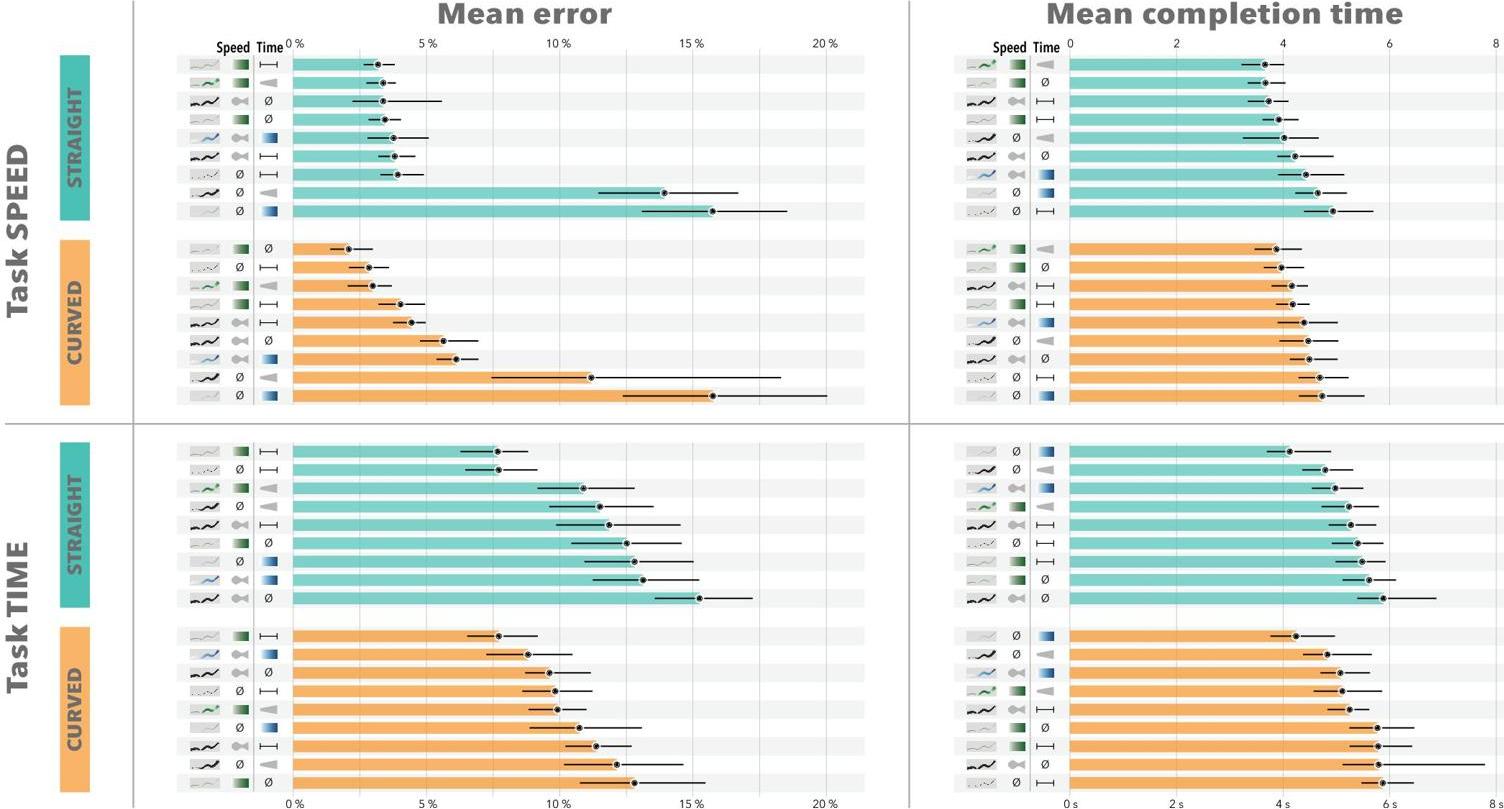 Mean error
Mean completion time
Speed Time 0 % 5 % 10 % 15 % 20 %
Speed Time 0 2 4 6 8
Task SPEED
STRAIGHT
Ø
Ø
Ø
Ø
Ø
Ø
Ø
Ø
Ø
Ø
CURVED
Ø
Ø
Ø
Ø
Ø
Ø
Ø
Ø
Ø
Ø
Task TIME
STRAIGHT
Ø
Ø
Ø
Ø
Ø
Ø
Ø
Ø
Ø
Ø
CURVED
Ø
Ø
Ø
Ø
Ø
Ø
Ø
Ø
Ø
Ø
0 % 5 % 10 % 15 % 20 %
0 s 2 s 4 s 6 s 8 s